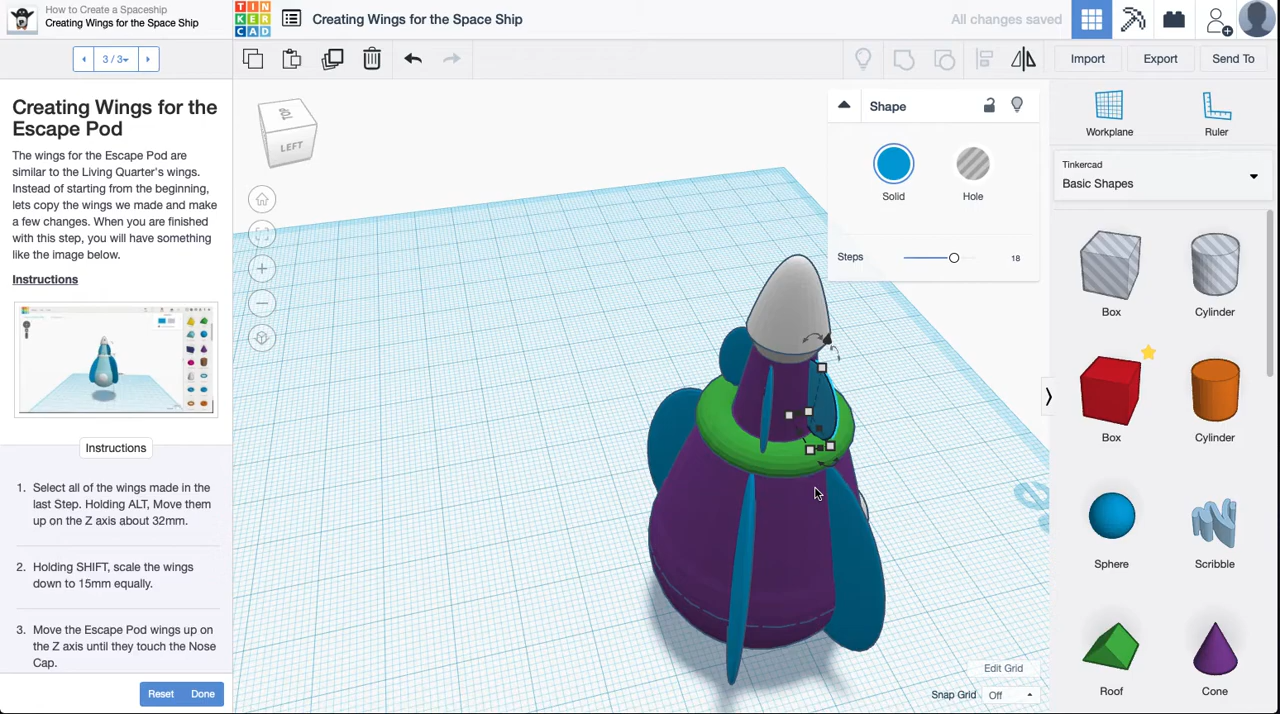 How to Create a Spaceship
Creating Wings for the Space Ship
TIN
KER
CAD
Creating Wings for the Space Ship
All changes saved
3 / 3
Import
Export
Send To
Creating Wings for the
Escape Pod
The wings for the Escape Pod are
similar to the Living Quarter's wings.
Instead of starting from the beginning,
lets copy the wings we made and make
a few changes. When you are finished
with this step, you will have something
like the image below.
Instructions
Instructions
1. Select all of the wings made in the
last Step. Holding ALT, Move them
up on the Z axis about 32mm.
2. Holding SHIFT, scale the wings
down to 15mm equally.
3. Move the Escape Pod wings up on
the Z axis until they touch the Nose
Cap.
Reset
Done
TOP
LEFT
Shape
Solid
Hole
Steps
18
Edit Grid
Snap Grid
Off
Workplane
Ruler
Tinkercad
Basic Shapes
Box
Cylinder
Box
Cylinder
Sphere
Scribble
Roof
Cone